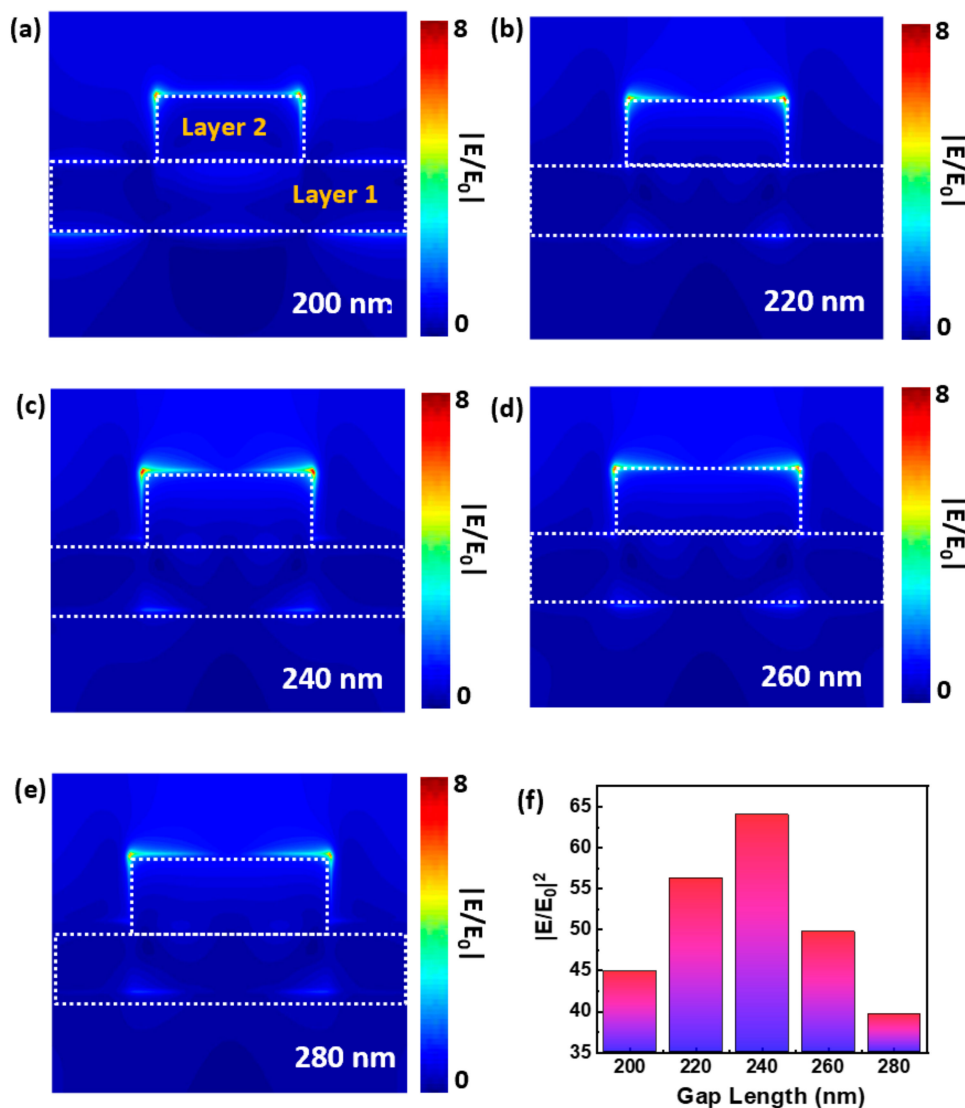 (a)
8
Layer 2
Layer 1
|E/E0|
200 nm
0
(b)
8
|E/E0|
220 nm
0
(c)
8
|E/E0|
240 nm
0
(d)
8
|E/E0|
260 nm
0
(e)
8
|E/E0|
280 nm
0
(f)
65
60
55
50
45
40
35
|E/E0|2
200 220 240 260 280
Gap Length (nm)